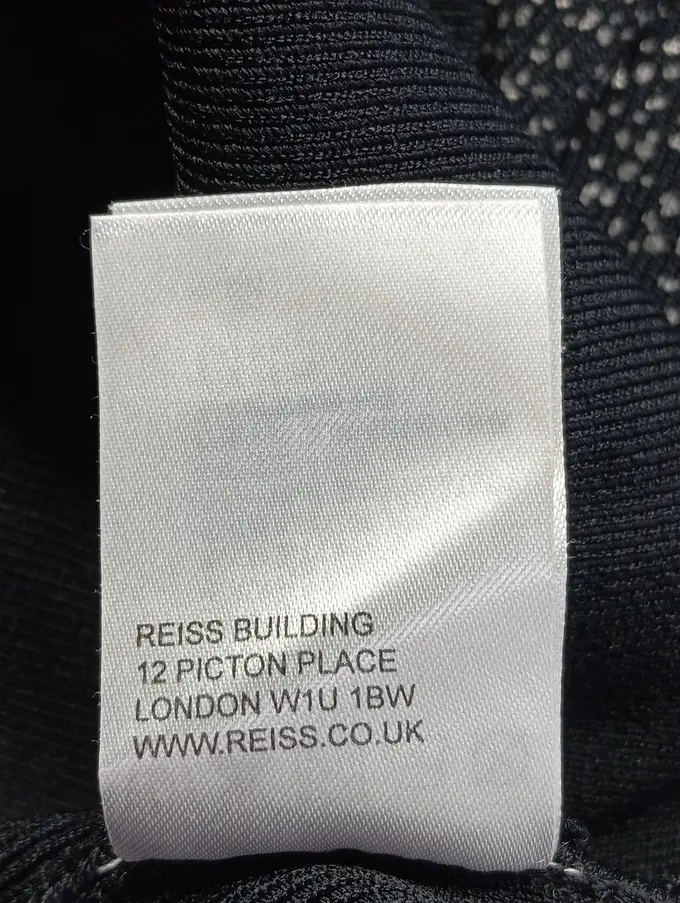 REISS BUILDING
12 PICTON PLACE
LONDON W1U 1BW
WWW.REISS.CO.UK